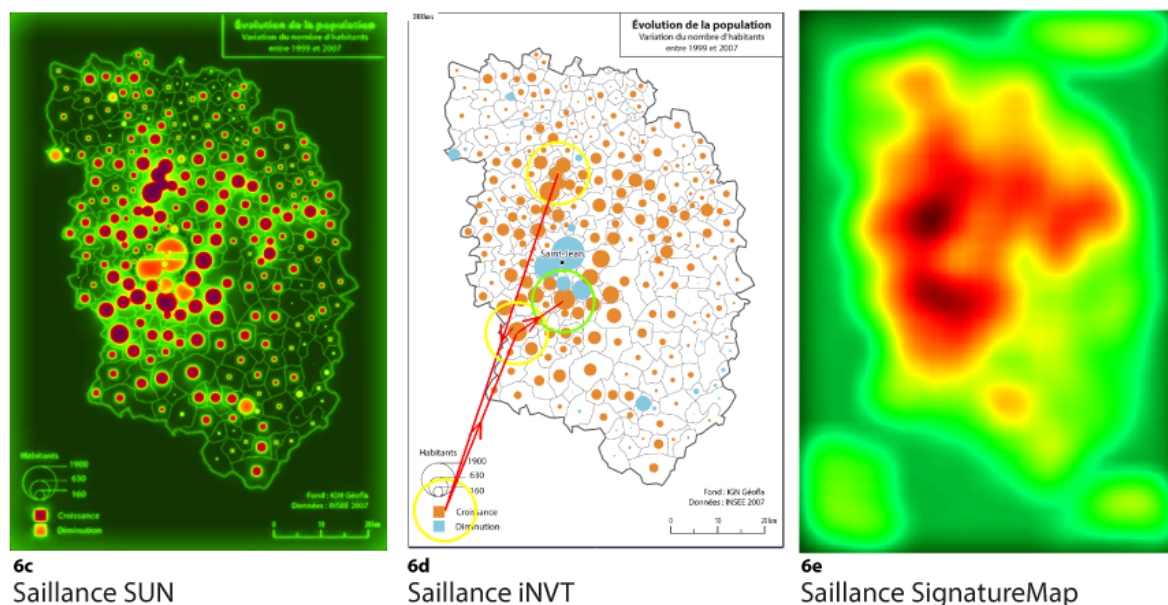 Évolution de la population
Variation du nombre d'habitants
entre 1999 et 2007
Habitants
1900
630
160
Croissance
Diminution
Fond : IGN Géofla
Données : INSEE 2007
0 10 20 km
6c
Saillance SUN
Évolution de la population
Variation du nombre d'habitants
entre 1999 et 2007
Saint-Jean
Habitants
1900
630
160
Croissance
Diminution
Fond : IGN Géofla
Données : INSEE 2007
0 10 20 km
6d
Saillance iNVT
6e
Saillance SignatureMap